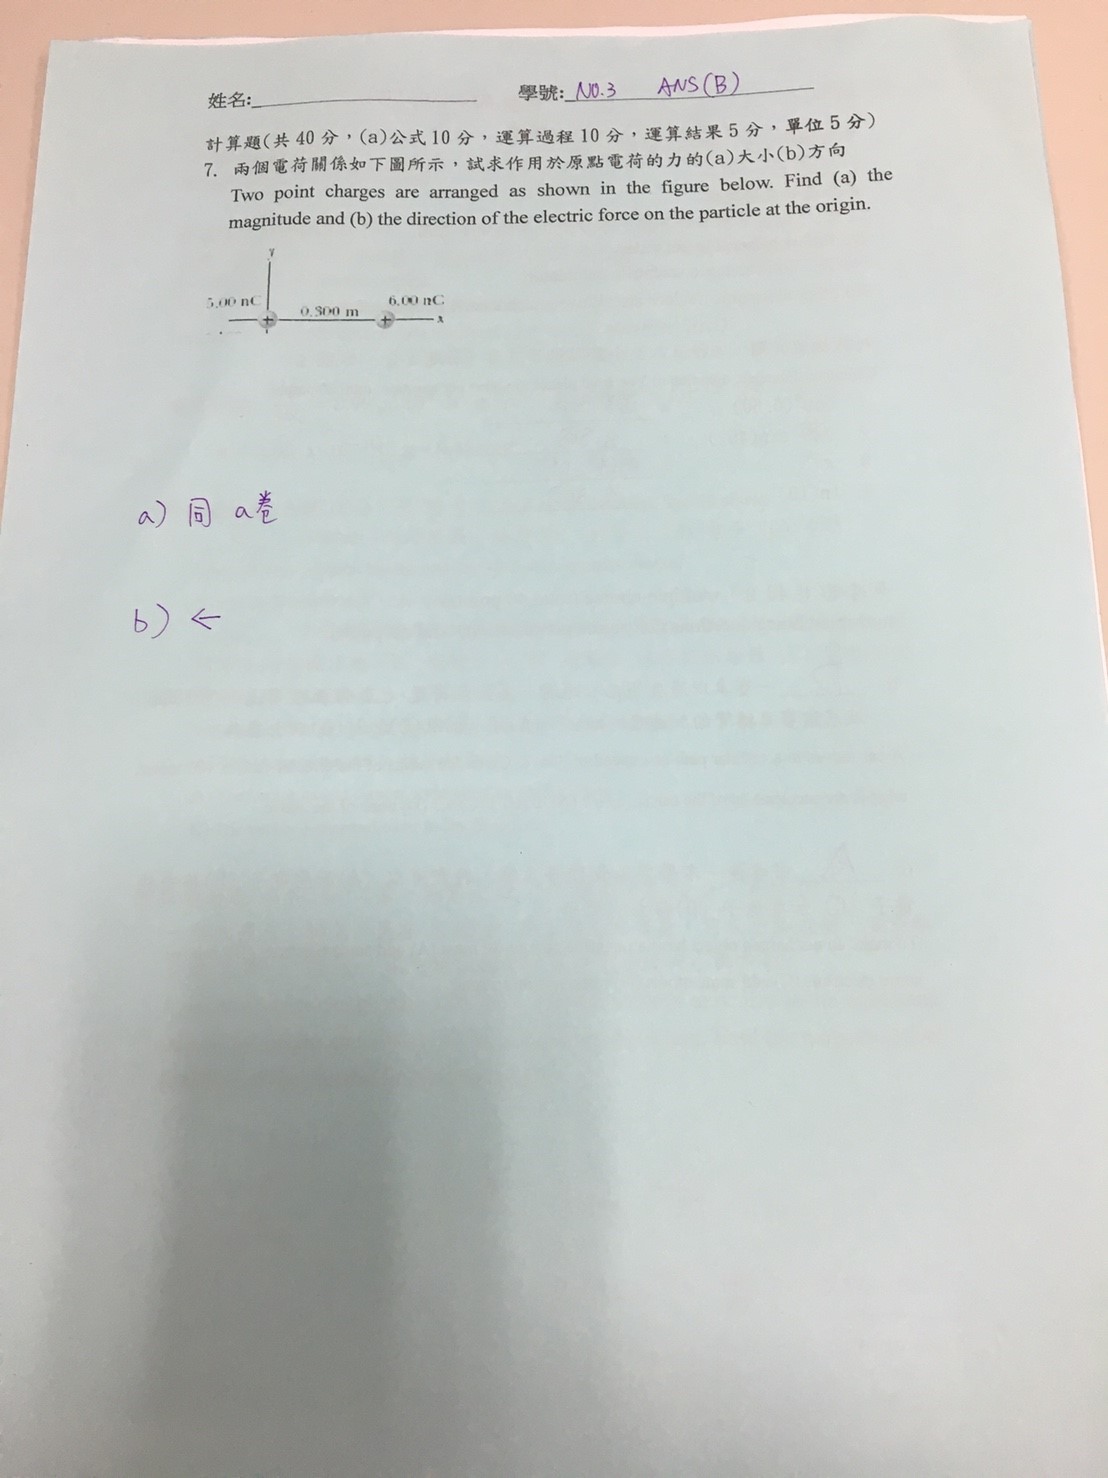 姓名:
學號: NO.3 ANS(B)
計算題(共 40 分，(a)公式 10 分，運算過程 10 分，運算結果 5 分，單位 5 分)
7. 兩個電荷關係如下圖所示，試求作用於原點電荷的力的(a)大小(b)方向
Two point charges are arranged as shown in the figure below. Find (a) the
magnitude and (b) the direction of the electric force on the particle at the origin.
y
5.00 nC
0.300 m
6.00 nC
x
a) 同 a卷
b) ←